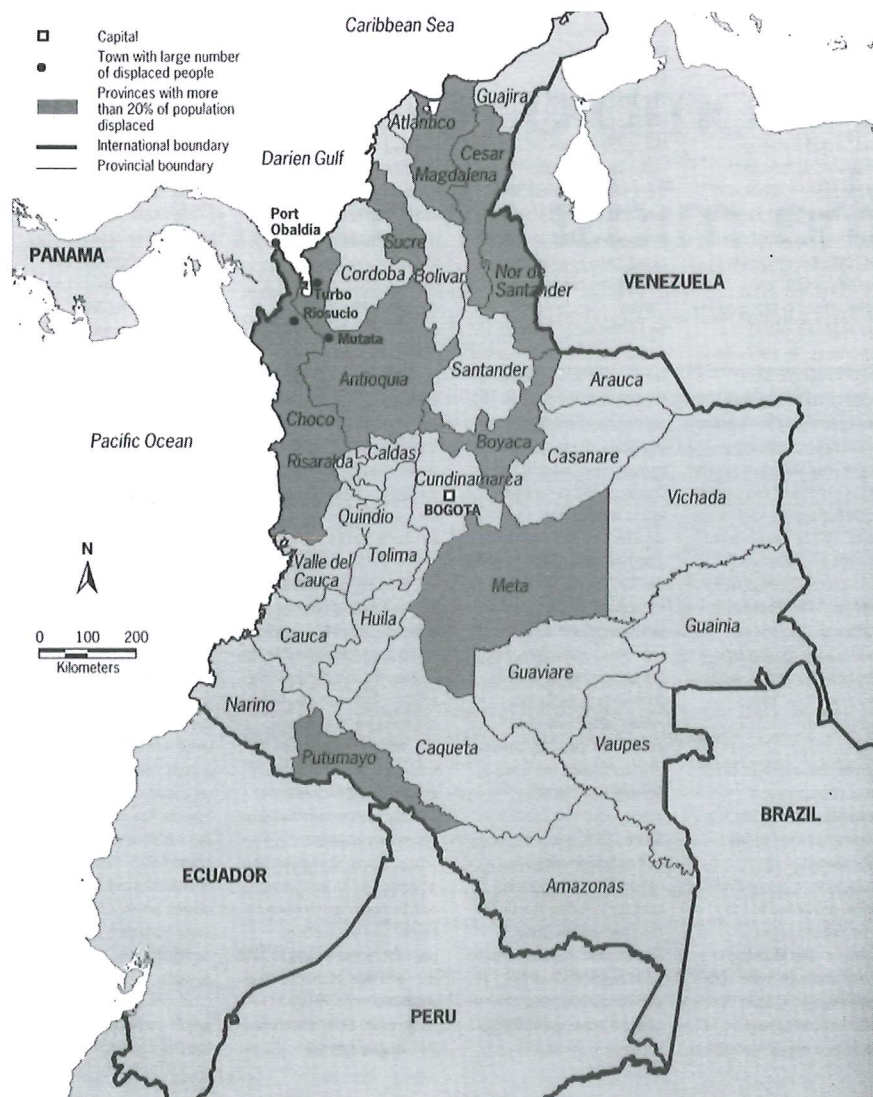 Caribbean Sea
Capital
Town with large number
of displaced people
Provinces with more
than 20% of population
displaced
International boundary
Provincial boundary
Guajira
Atlantico
Cesar
Magdalena
Darien Gulf
Port
Obaldia
PANAMA
Sucre
Cordoba
Bolivar
Nor de
Santander
VENEZUELA
Turbo
Riosucio
Mutata
Antioquia
Santander
Arauca
Choco
Pacific Ocean
Boyaca
Risaralda
Caldas
Casanare
Cundinamarca
Vichada
BOGOTA
Quindio
N
Tolima
Valle del
Cauca
Meta
Huila
Guainia
Cauca
0 100 200
Kilometers
Guaviare
Narino
Caqueta
Vaupes
Putumayo
BRAZIL
ECUADOR
Amazonas
PERU